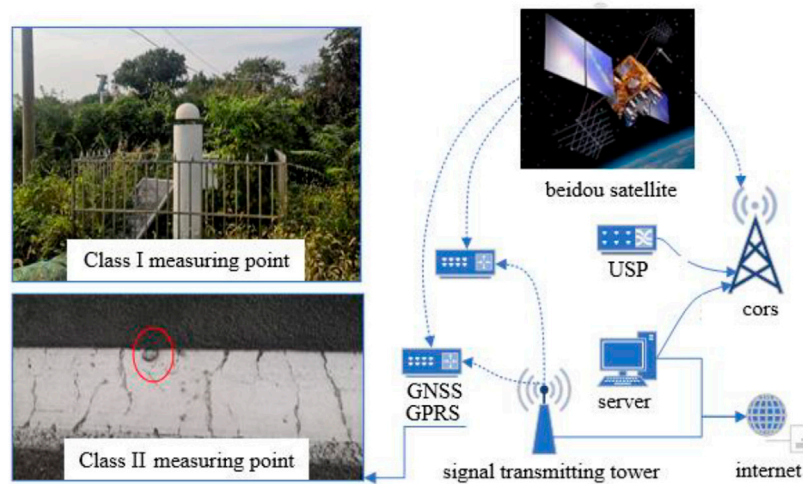 Class I measuring point
Class II measuring point
beidou satellite
USP
cors
GNSS
GPRS
server
signal transmitting tower
internet